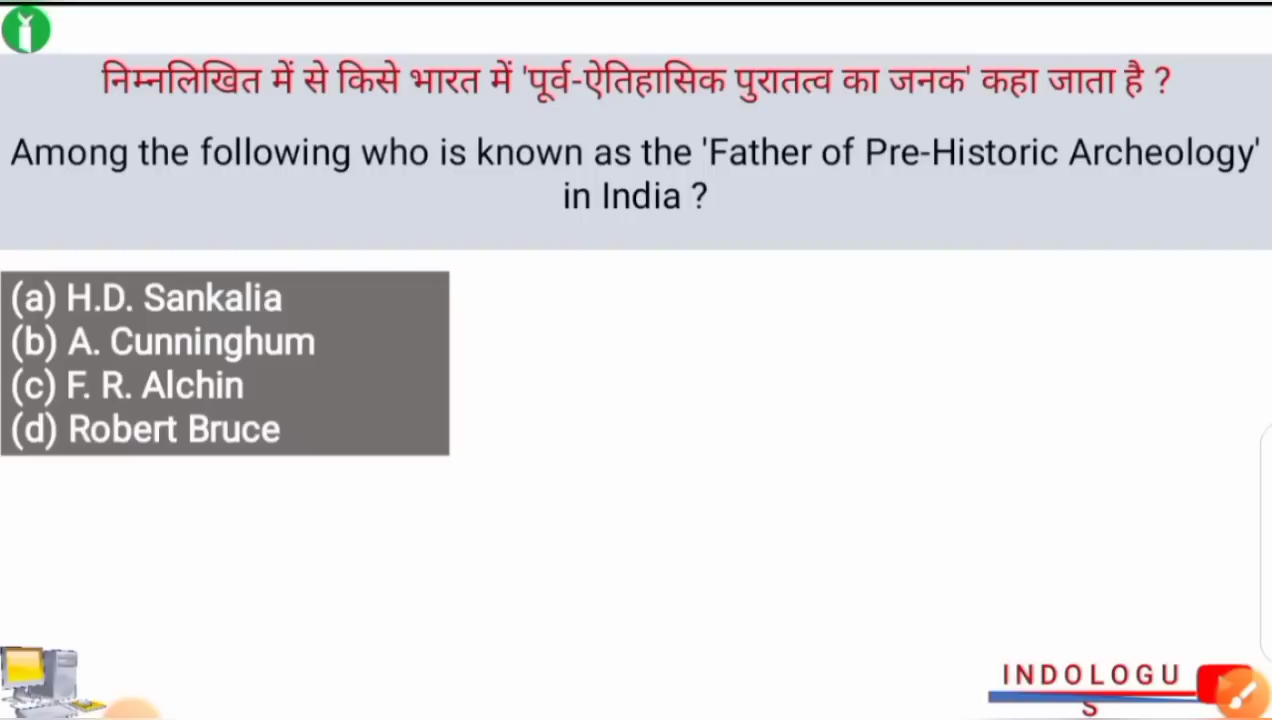 निम्नलिखित में से किसे भारत में 'पूर्व-ऐतिहासिक पुरातत्व का जनक' कहा जाता है ?
Among the following who is known as the 'Father of Pre-Historic Archeology'
in India ?
(a) H.D. Sankalia
(b) A. Cunninghum
(c) F. R. Alchin
(d) Robert Bruce
INDOLOGU
S